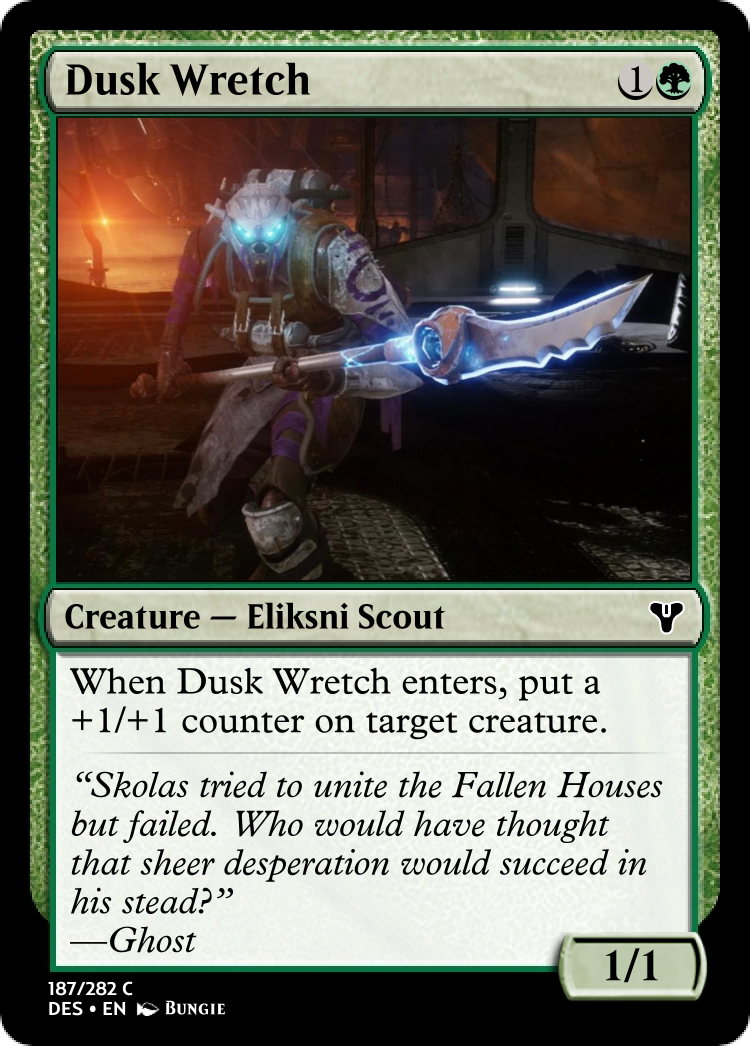 Dusk Wretch 1
Creature — Eliksni Scout
When Dusk Wretch enters, put a
+1/+1 counter on target creature.
“Skolas tried to unite the Fallen Houses
but failed. Who would have thought
that sheer desperation would succeed in
his stead?”
—Ghost
1/1
187/282 C
DES • EN Bungie